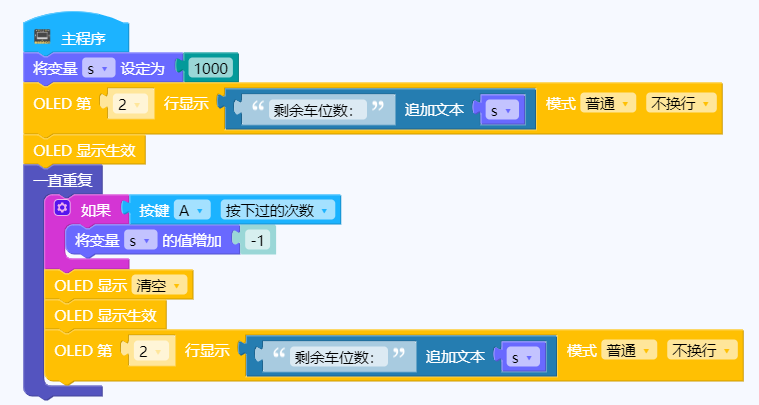 主程序
将变量 s 设定为 1000
OLED 第 2 行显示 “ 剩余车位数： ” 追加文本 s 模式 普通 不换行
OLED 显示生效
一直重复
如果 按键 A 按下过的次数
将变量 s 的值增加 -1
OLED 显示 清空
OLED 显示生效
OLED 第 2 行显示 “ 剩余车位数： ” 追加文本 s 模式 普通 不换行